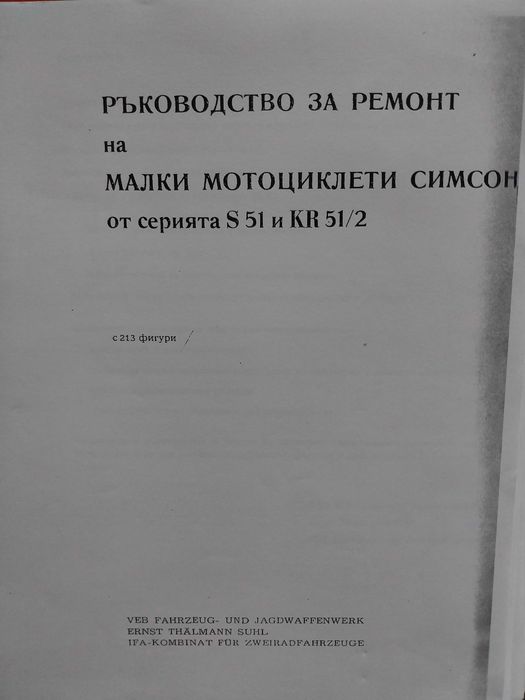 РЪКОВОДСТВО ЗА РЕМОНТ
на
МАЛКИ МОТОЦИКЛЕТИ СИМСОН
от серията S 51 и KR 51/2
с 213 фигури
VEB FAHRZEUG- UND JAGDWAFFENWERK
ERNST THÄLMANN SUHL
IFA-KOMBINAT FÜR ZWEIRADFAHRZEUGE